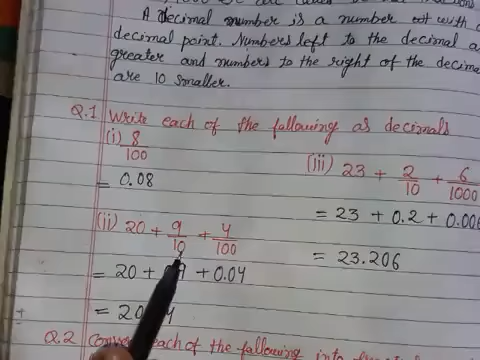 A decimal number is a number with a
decimal point. Numbers left to the decimal a
greater and numbers to the right of the decima
are 10 smaller.
Q.1 Write each of the following as decimals
(i) 8/100
= 0.08
(ii) 20 + 9/10 + 4/100
= 20 + + 0.04
= 20
(iii) 23 + 2/10 + 6/1000
= 23 + 0.2 + 0.006
= 23.206
Q.2 each of the following into